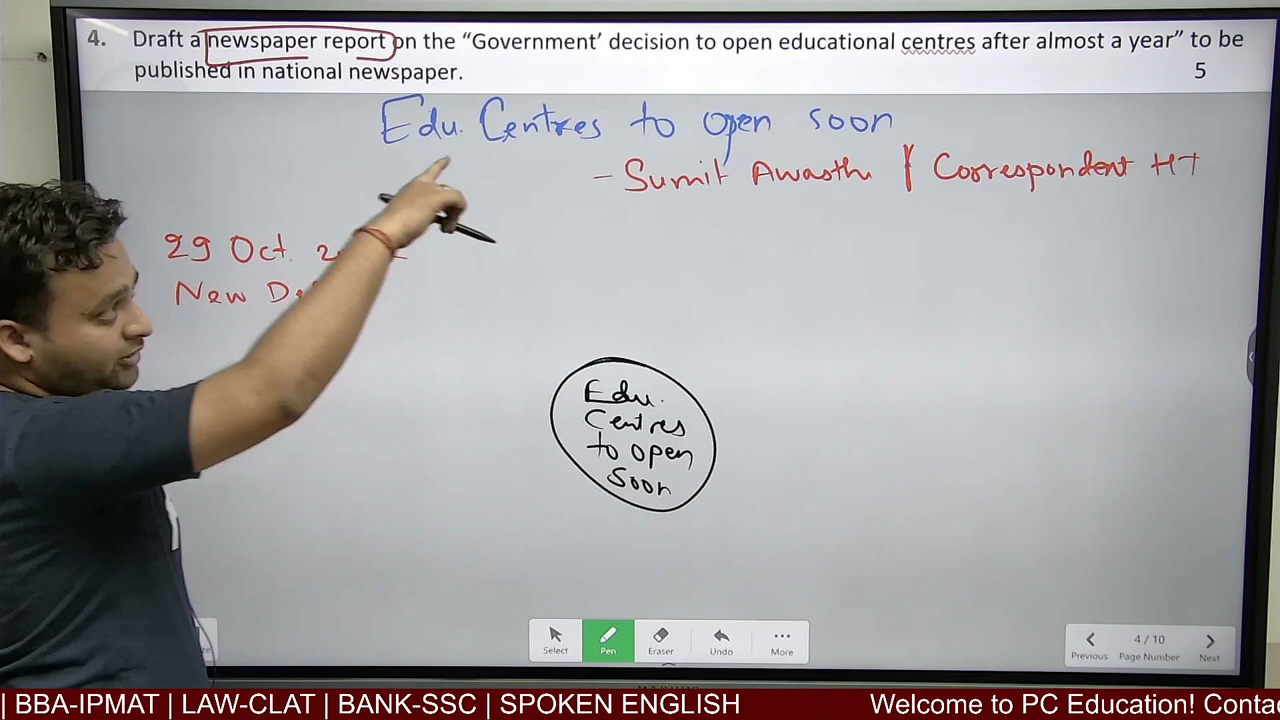 4. Draft a newspaper report on the “Government’ decision to open educational centres after almost a year” to be
published in national newspaper. 5
Edu. Centres to open soon
- Sumit Awasthi | Correspondent HT
29 Oct.
New
Edu.
Centres
to open
Soon
Select Pen Eraser Undo More
4 / 10
Previous Page Number Next
| BBA-IPMAT | LAW-CLAT | BANK-SSC | SPOKEN ENGLISH Welcome to PC Education!